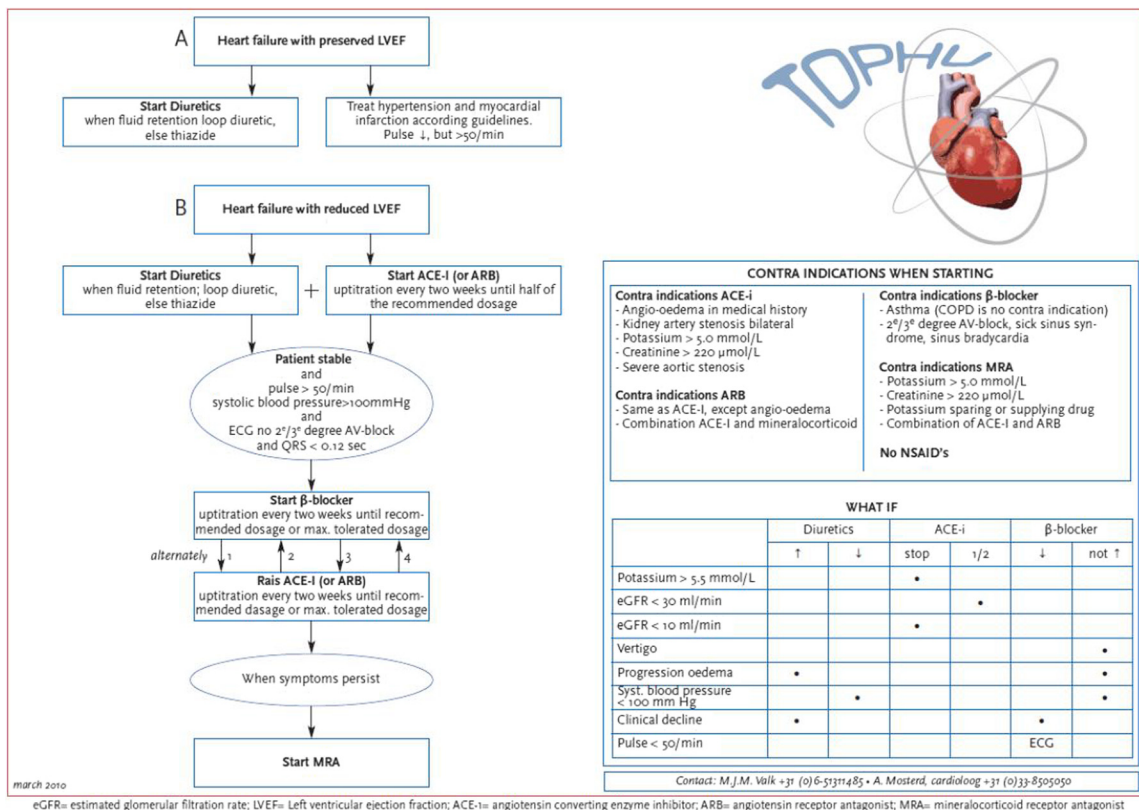 A
Heart failure with preserved LVEF
Start Diuretics
when fluid retention loop diuretic,
else thiazide
Treat hypertension and myocardial
infarction according guidelines.
Pulse ↓, but >50/min
B
Heart failure with reduced LVEF
Start Diuretics
when fluid retention; loop diuretic,
else thiazide
+
Start ACE-I (or ARB)
uptitration every two weeks until half of
the recommended dosage
Patient stable
and
pulse > 50/min
systolic blood pressure>100mmHg
and
ECG no 2ᵉ/3ᵉ degree AV-block
and QRS < 0.12 sec
Start β-blocker
uptitration every two weeks until recom-
mended dosage or max. tolerated dosage
alternately 1 2 3 4
Rais ACE-I (or ARB)
uptitration every two weeks until recom-
mended dasage or max. tolerated dosage
When symptoms persist
Start MRA
march 2010
TOPHU
CONTRA INDICATIONS WHEN STARTING
Contra indications ACE-i
- Angio-oedema in medical history
- Kidney artery stenosis bilateral
- Potassium > 5.0 mmol/L
- Creatinine > 220 μmol/L
- Severe aortic stenosis
Contra indications ARB
- Same as ACE-I, except angio-oedema
- Combination ACE-I and mineralocorticoid
Contra indications β-blocker
- Asthma (COPD is no contra indication)
- 2ᵉ/3ᵉ degree AV-block, sick sinus syn-
drome, sinus bradycardia
Contra indications MRA
- Potassium > 5.0 mmol/L
- Creatinine > 220 μmol/L
- Potassium sparing or supplying drug
- Combination of ACE-I and ARB
No NSAID's
WHAT IF
Diuretics ACE-i β-blocker
↑ ↓ stop 1/2 ↓ not ↑
Potassium > 5.5 mmol/L •
eGFR < 30 ml/min •
eGFR < 10 ml/min •
Vertigo •
Progression oedema • •
Syst. blood pressure
< 100 mm Hg • •
Clinical decline • •
Pulse < 50/min ECG
Contact: M.J.M. Valk +31 (0)6-51311485 • A. Mosterd, cardioloog +31 (0)33-8505050
eGFR= estimated glomerular filtration rate; LVEF= Left ventricular ejection fraction; ACE-1= angiotensin converting enzyme inhibitor; ARB= angiotensin receptor antagonist; MRA= mineralocorticoid receptor antagonist